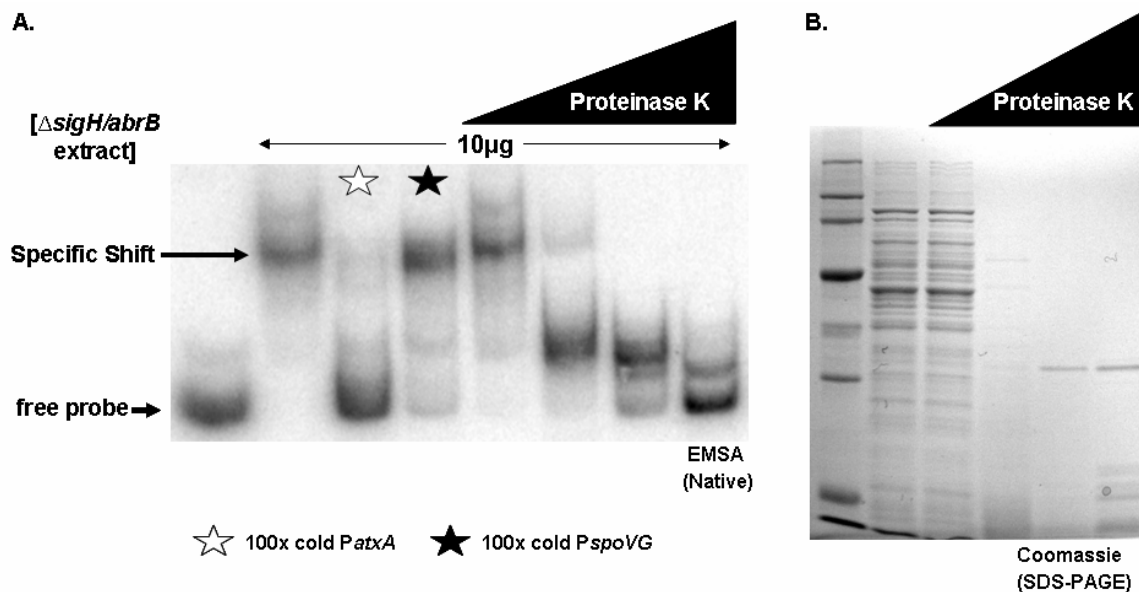 A.
Proteinase K
[ΔsigH/abrB
extract]
10µg
Specific Shift
free probe
EMSA
(Native)
100x cold PatxA
100x cold PspoVG
B.
Proteinase K
2
Coomassie
(SDS-PAGE)